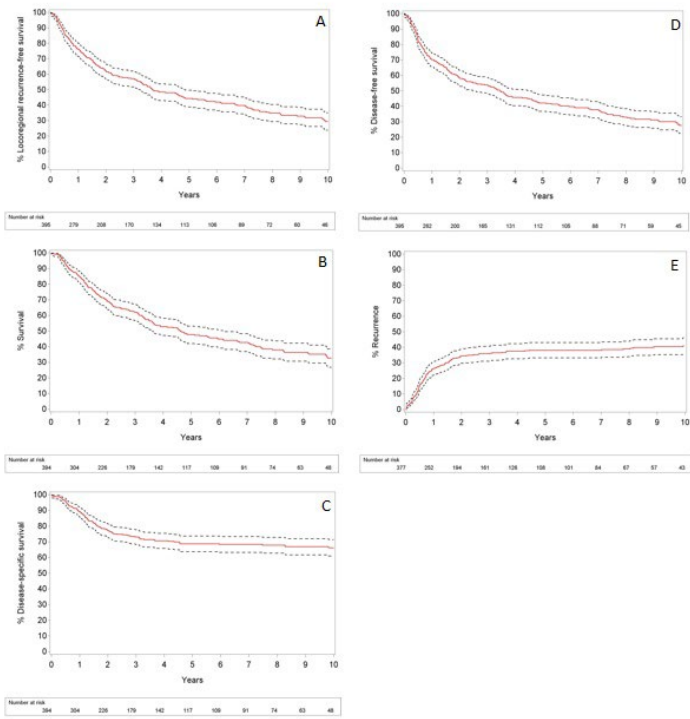 A
% Locoregional recurrence-free survival
100
90
80
70
60
50
40
30
20
10
0
0 1 2 3 4 5 6 7 8 9 10
Years
Number at risk
395 279 208 170 134 113 106 89 72 60 46
D
% Disease-free survival
100
90
80
70
60
50
40
30
20
10
0
0 1 2 3 4 5 6 7 8 9 10
Years
Number at risk
395 262 200 165 131 112 105 88 71 59 45
B
% Survival
100
90
80
70
60
50
40
30
20
10
0
0 1 2 3 4 5 6 7 8 9 10
Years
Number at risk
394 304 226 179 142 117 109 91 74 63 48
E
% Recurrence
100
90
80
70
60
50
40
30
20
10
0
0 1 2 3 4 5 6 7 8 9 10
Years
Number at risk
377 252 194 161 126 108 101 84 67 57 43
C
% Disease-specific survival
100
90
80
70
60
50
40
30
20
10
0
0 1 2 3 4 5 6 7 8 9 10
Years
Number at risk
394 304 226 179 142 117 109 91 74 63 48